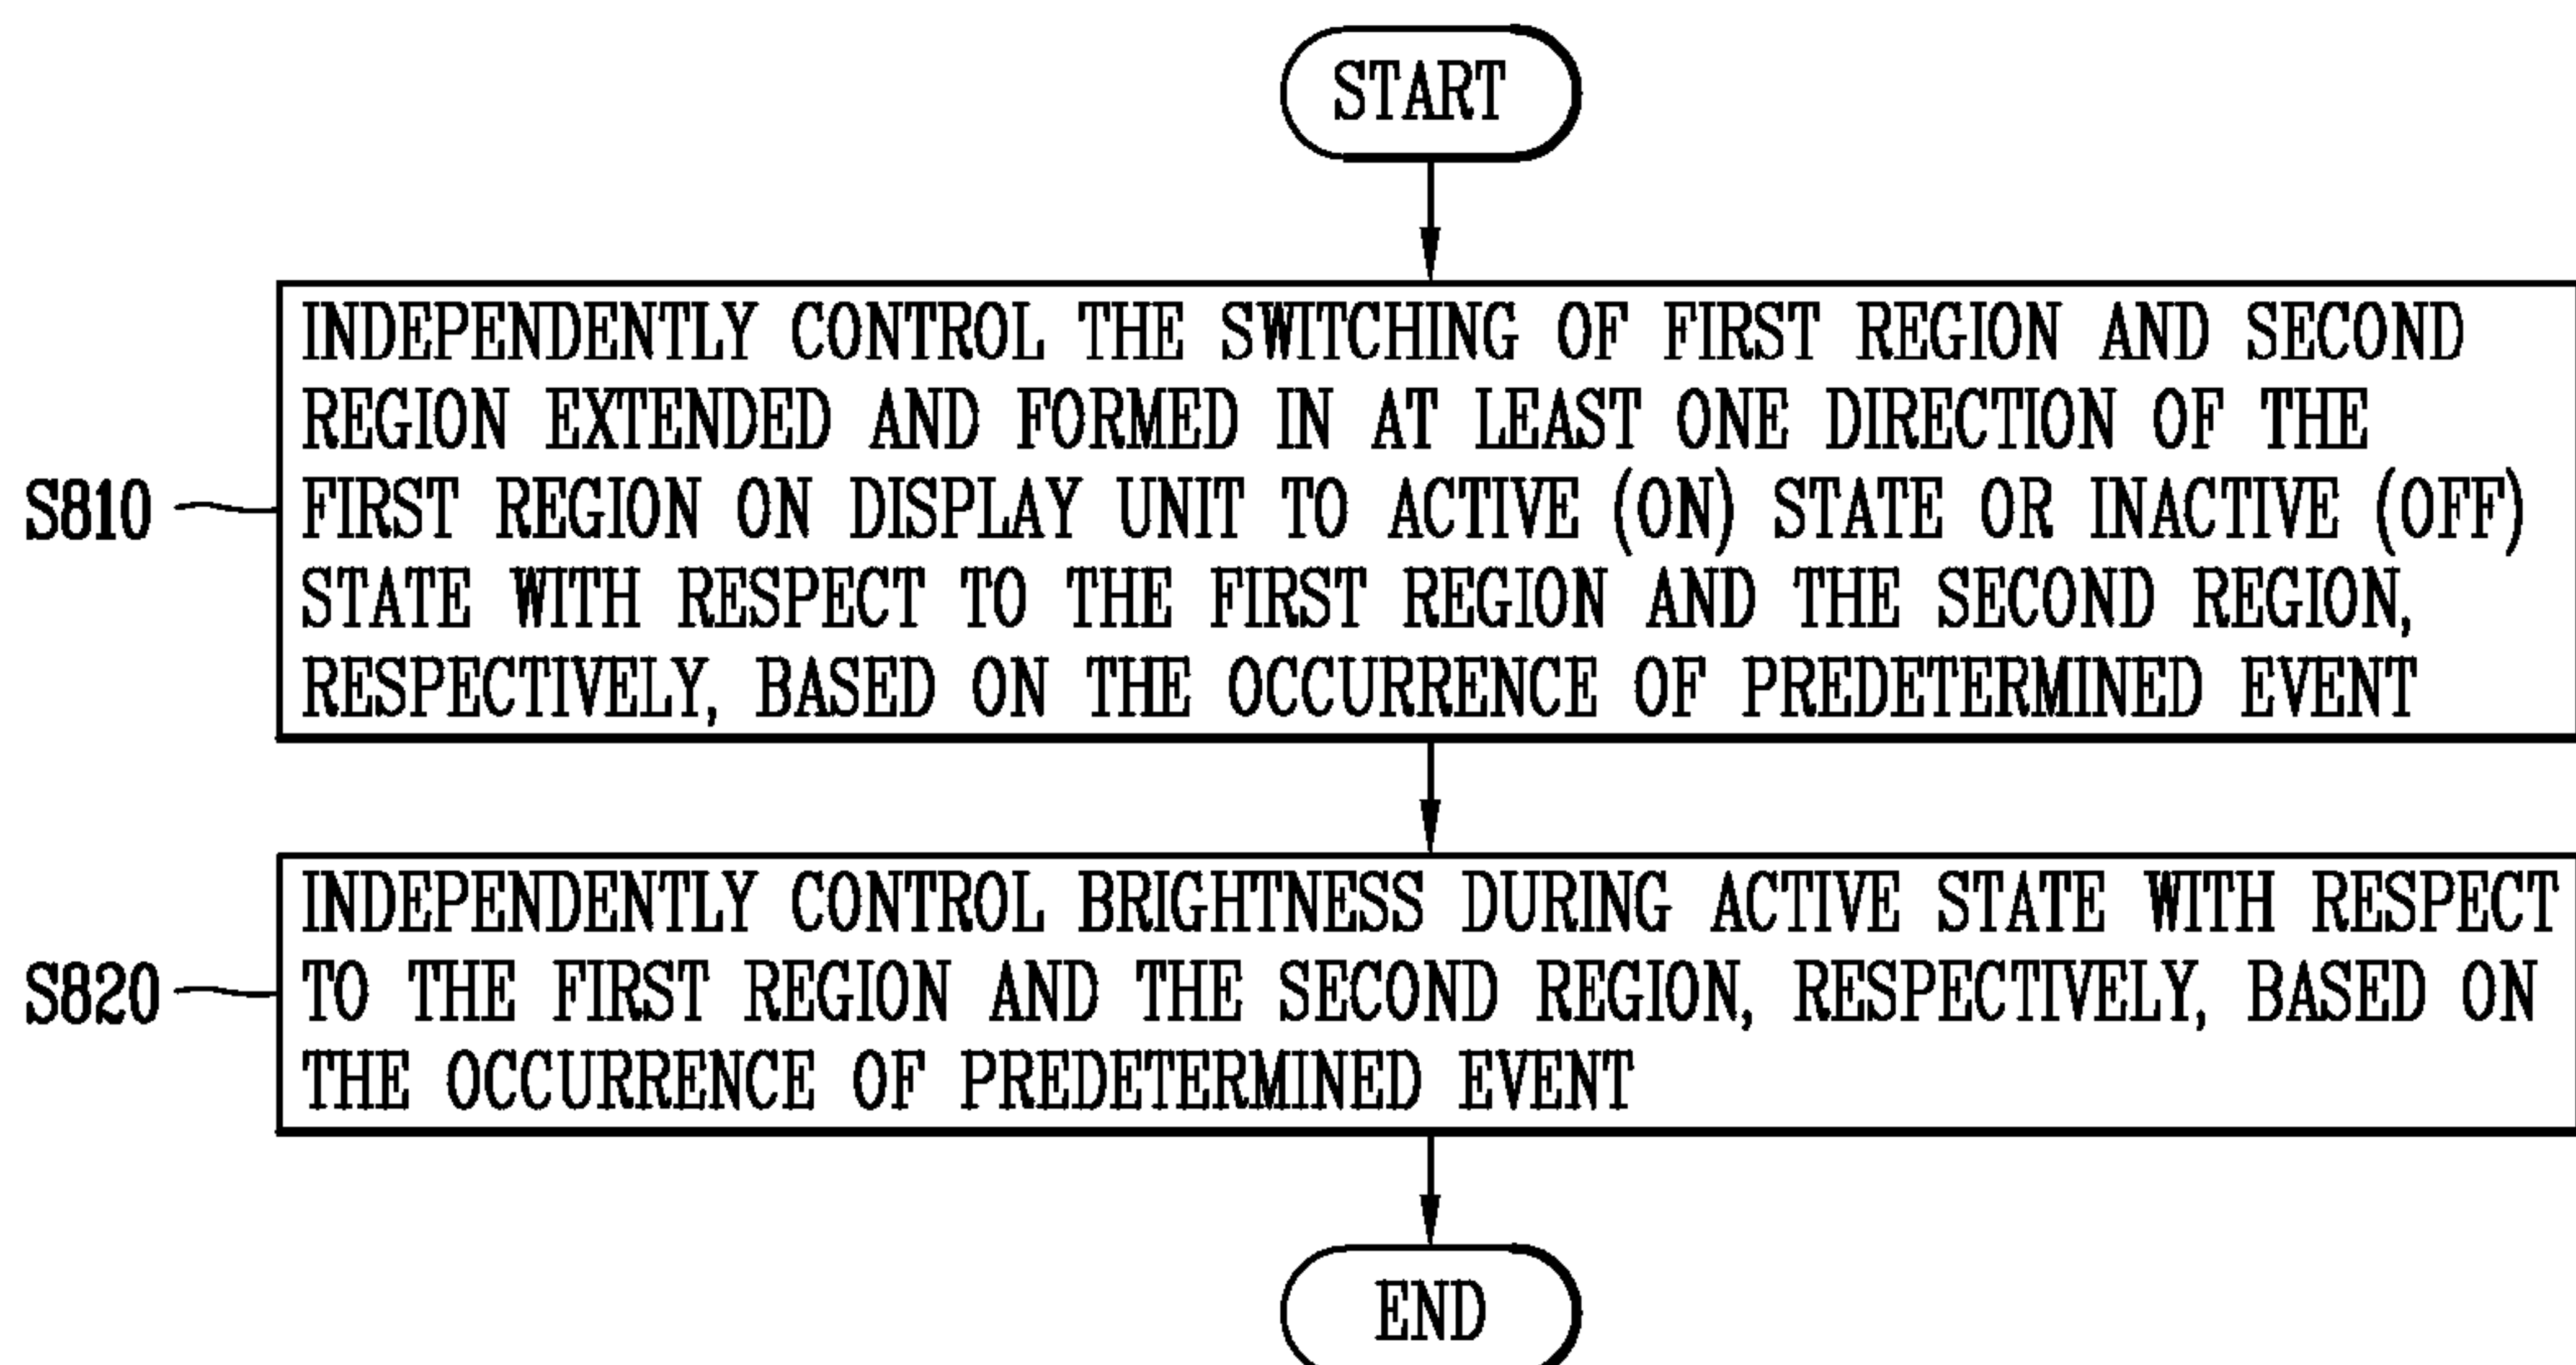 START
INDEPENDENTLY CONTROL THE SWITCHING OF FIRST REGION AND SECOND
REGION EXTENDED AND FORMED IN AT LEAST ONE DIRECTION OF THE
FIRST REGION ON DISPLAY UNIT TO ACTIVE (ON) STATE OR INACTIVE (OFF)
STATE WITH RESPECT TO THE FIRST REGION AND THE SECOND REGION,
RESPECTIVELY, BASED ON THE OCCURRENCE OF PREDETERMINED EVENT
S810
INDEPENDENTLY CONTROL BRIGHTNESS DURING ACTIVE STATE WITH RESPECT
TO THE FIRST REGION AND THE SECOND REGION, RESPECTIVELY, BASED ON
THE OCCURRENCE OF PREDETERMINED EVENT
S820
END